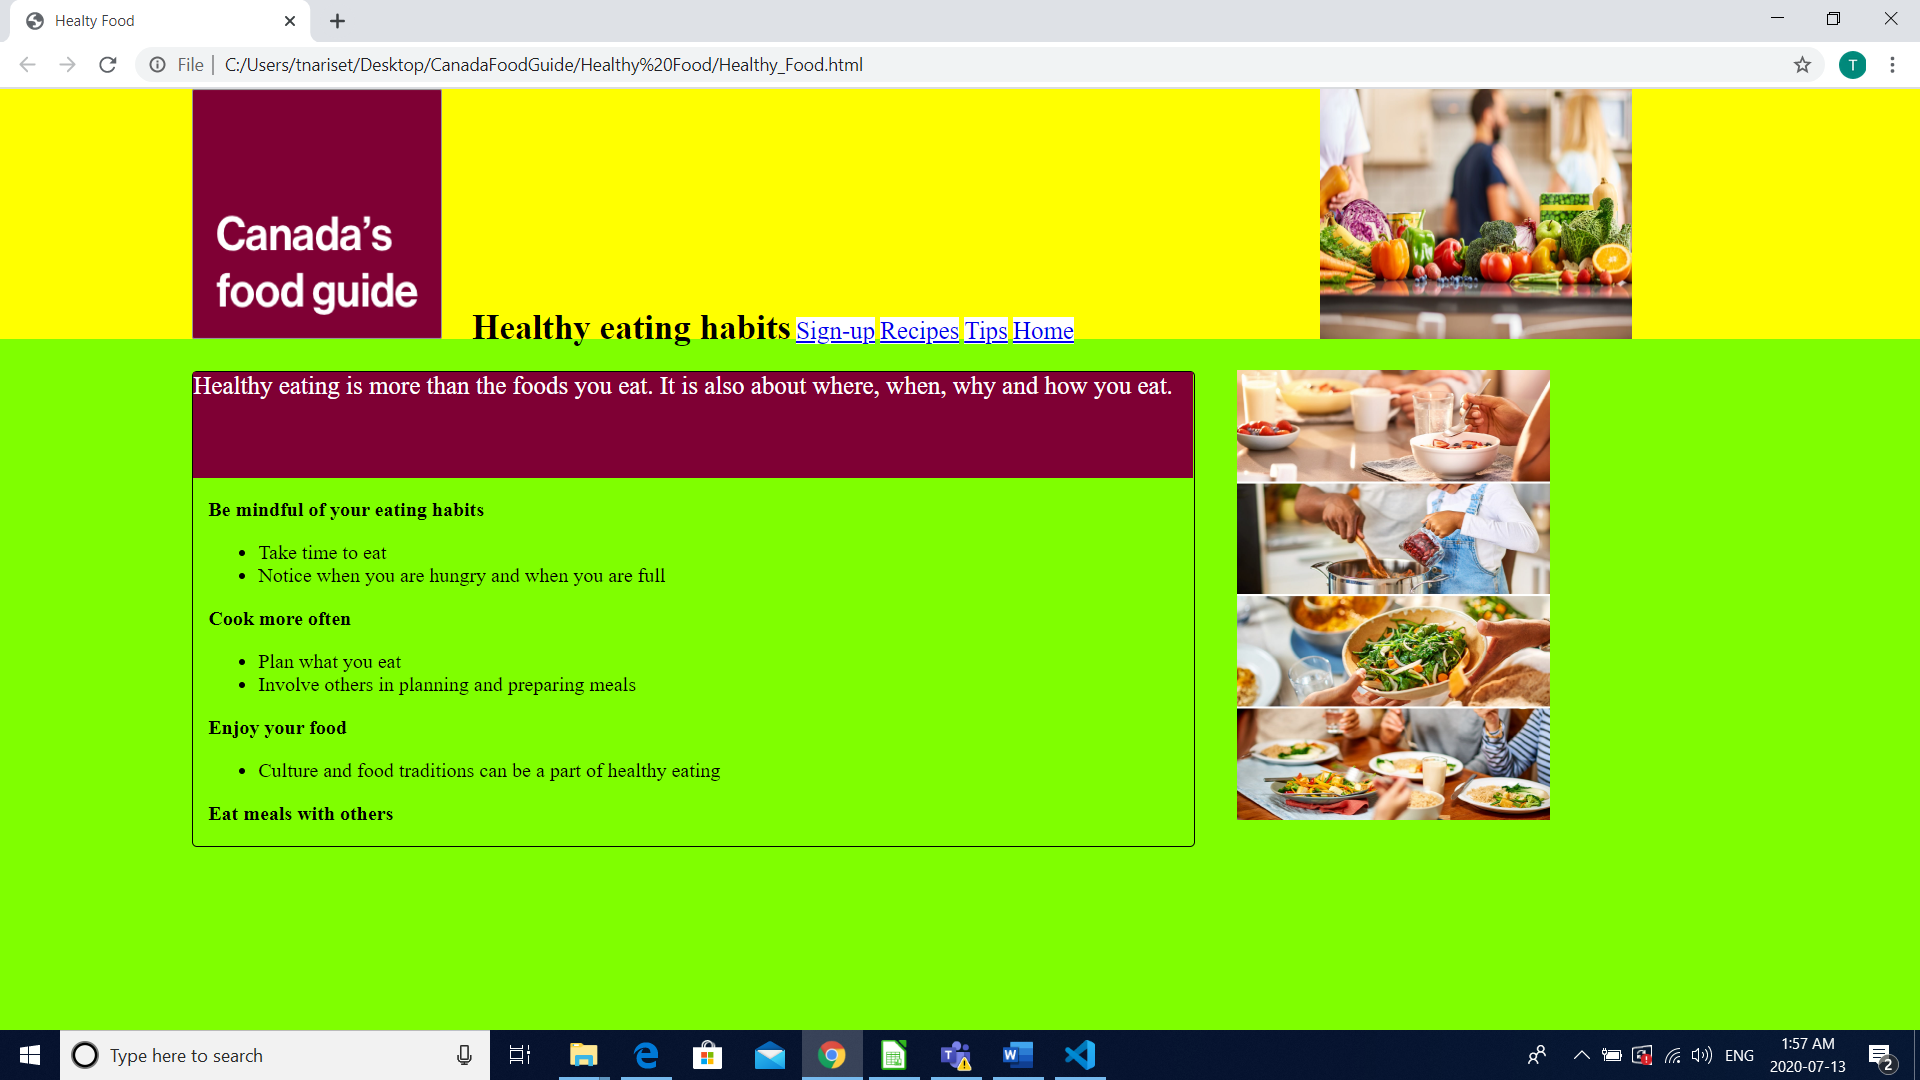 Healty Food
File
C:/Users/tnariset/Desktop/CanadaFoodGuide/Healthy%20Food/Healthy_Food.html
T
Canada's
food guide
Healthy eating habits Sign-up Recipes Tips Home
Healthy eating is more than the foods you eat. It is also about where, when, why and how you eat.
Be mindful of your eating habits
• Take time to eat
• Notice when you are hungry and when you are full
Cook more often
• Plan what you eat
• Involve others in planning and preparing meals
Enjoy your food
• Culture and food traditions can be a part of healthy eating
Eat meals with others
Type here to search
ENG
1:57 AM
2020-07-13
2